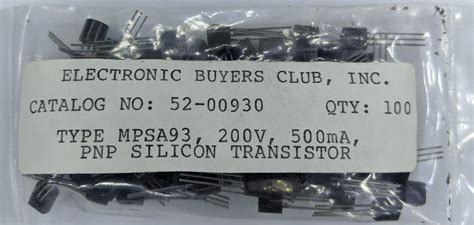 ELECTRONIC BUYERS CLUB, INC.
CATALOG NO: 52-00930 QTY: 100
TYPE MPSA93, 200V, 500mA,
PNP SILICON TRANSISTOR